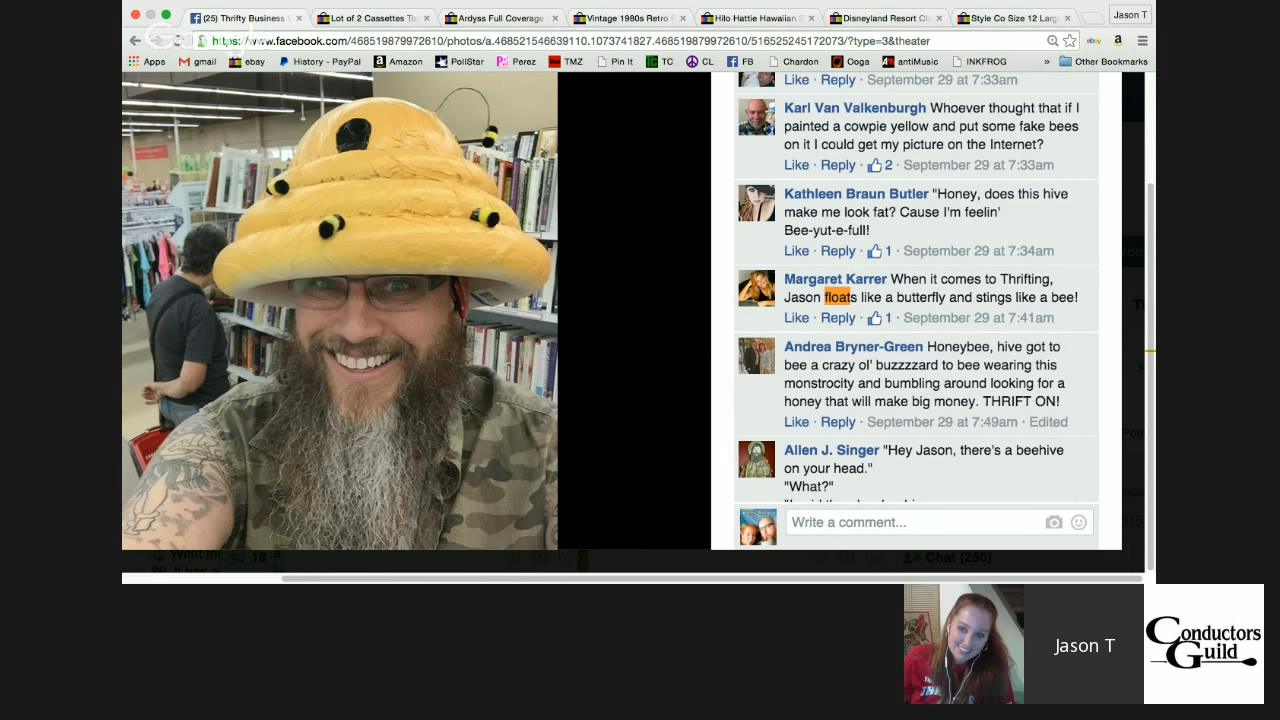 (25) Thrifty Business
Lot of 2 Cassettes To
Ardyss Full Coverage
Vintage 1980s Retro
Hilo Hattie Hawaiian S
Disneyland Resort Cl
Style Co Size 12 Larg
Jason T
Google
https://www.facebook.com/468519879972610/photos/a.468521546639110.1073741827.468519879972610/516525245172073/?type=3&theater
Apps M gmail ebay History - PayPal Amazon PollStar Perez TMZ Pin It TC CL FB Chardon Ooga antiMusic INKFROG » Other Bookmarks
Like · Reply · September 29 at 7:33am
Karl Van Valkenburgh Whoever thought that if I
painted a cowpie yellow and put some fake bees
on it I could get my picture on the Internet?
Like · Reply · 2 · September 29 at 7:33am
Kathleen Braun Butler "Honey, does this hive
make me look fat? Cause I'm feelin'
Bee-yut-e-full!
Like · Reply · 1 · September 29 at 7:34am
Margaret Karrer When it comes to Thrifting,
Jason floats like a butterfly and stings like a bee!
Like · Reply · 1 · September 29 at 7:41am
Andrea Bryner-Green Honeybee, hive got to
bee a crazy ol' buzzzzard to bee wearing this
monstrocity and bumbling around looking for a
honey that will make big money. THRIFT ON!
Like · Reply · September 29 at 7:49am · Edited
Allen J. Singer "Hey Jason, there's a beehive
on your head."
"What?"
Write a comment...
18
Chat (250)
Jason T
Conductors
Guild